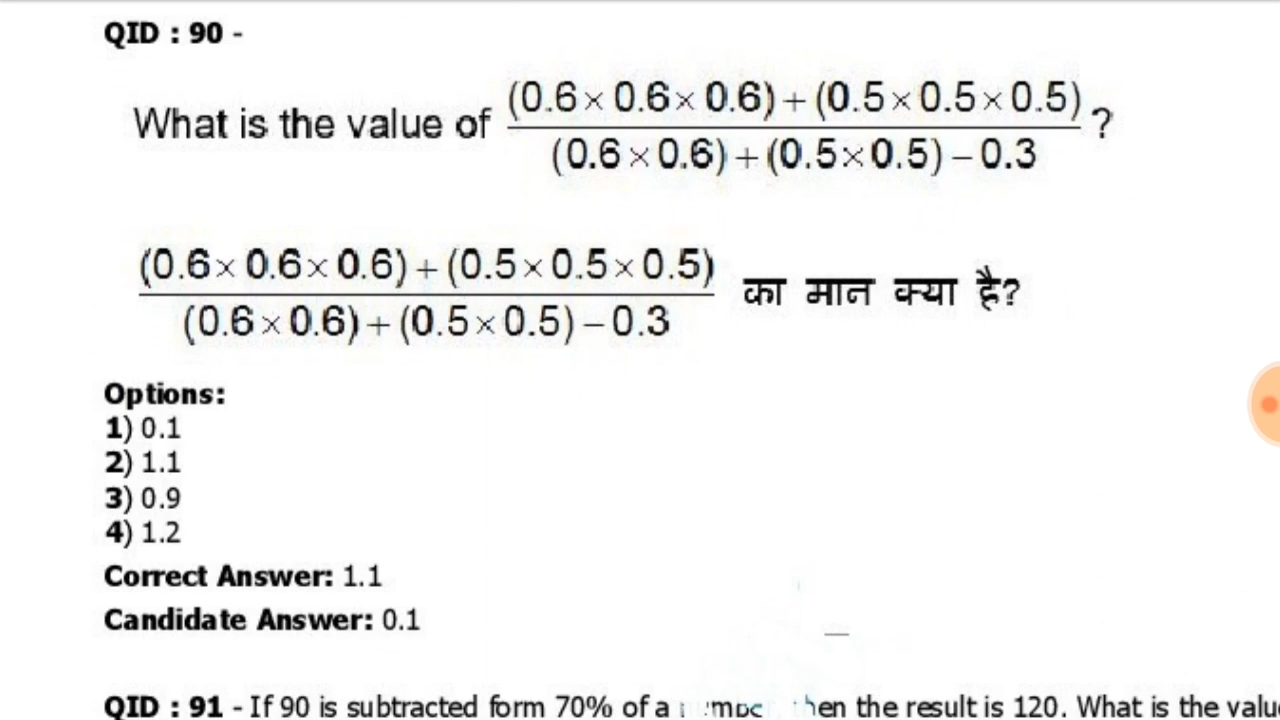 QID : 90 -
What is the value of (0.6× 0.6× 0.6) + (0.5×0.5×0.5) / (0.6 × 0.6) + (0.5×0.5) – 0.3 ?
(0.6× 0.6× 0.6) + (0.5×0.5×0.5) / (0.6 × 0.6) + (0.5×0.5) – 0.3 का मान क्या है?
Options:
1) 0.1
2) 1.1
3) 0.9
4) 1.2
Correct Answer: 1.1
Candidate Answer: 0.1
QID : 91 - If 90 is subtracted form 70% of a then the result is 120. What is the